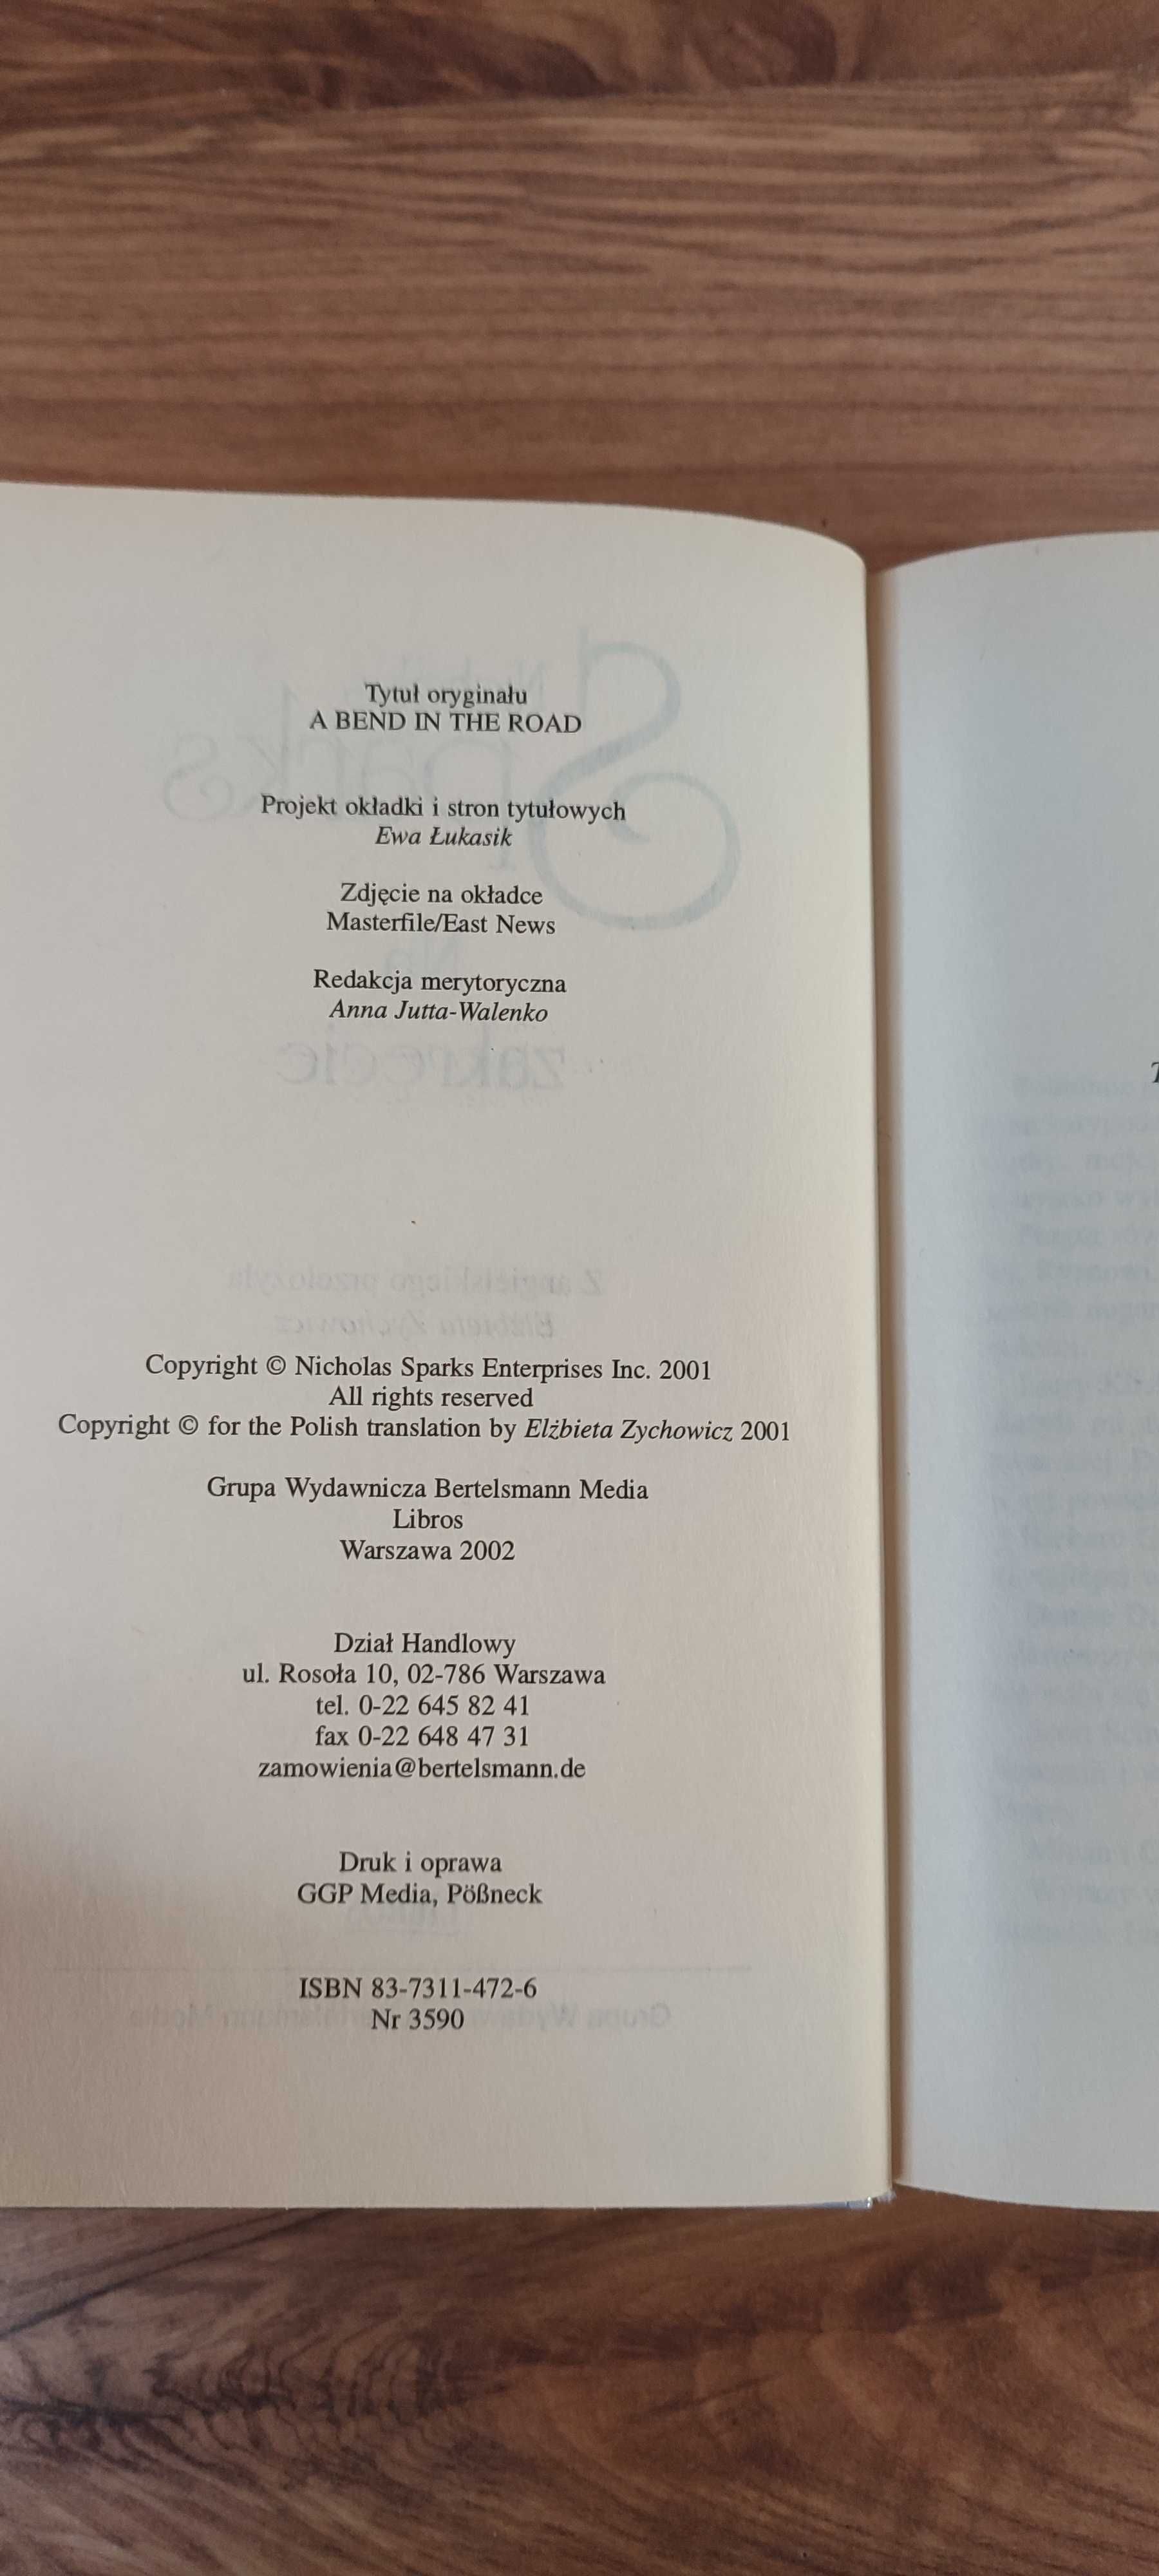 Tytuł oryginału
A BEND IN THE ROAD
Projekt okładki i stron tytułowych
Ewa Łukasik
Zdjęcie na okładce
Masterfile/East News
Redakcja merytoryczna
Anna Jutta-Walenko
Copyright © Nicholas Sparks Enterprises Inc. 2001
All rights reserved
Copyright © for the Polish translation by Elżbieta Zychowicz 2001
Grupa Wydawnicza Bertelsmann Media
Libros
Warszawa 2002
Dział Handlowy
ul. Rosoła 10, 02-786 Warszawa
tel. 0-22 645 82 41
fax 0-22 648 47 31
zamowienia@bertelsmann.de
Druk i oprawa
GGP Media, Pößneck
ISBN 83-7311-472-6
Nr 3590